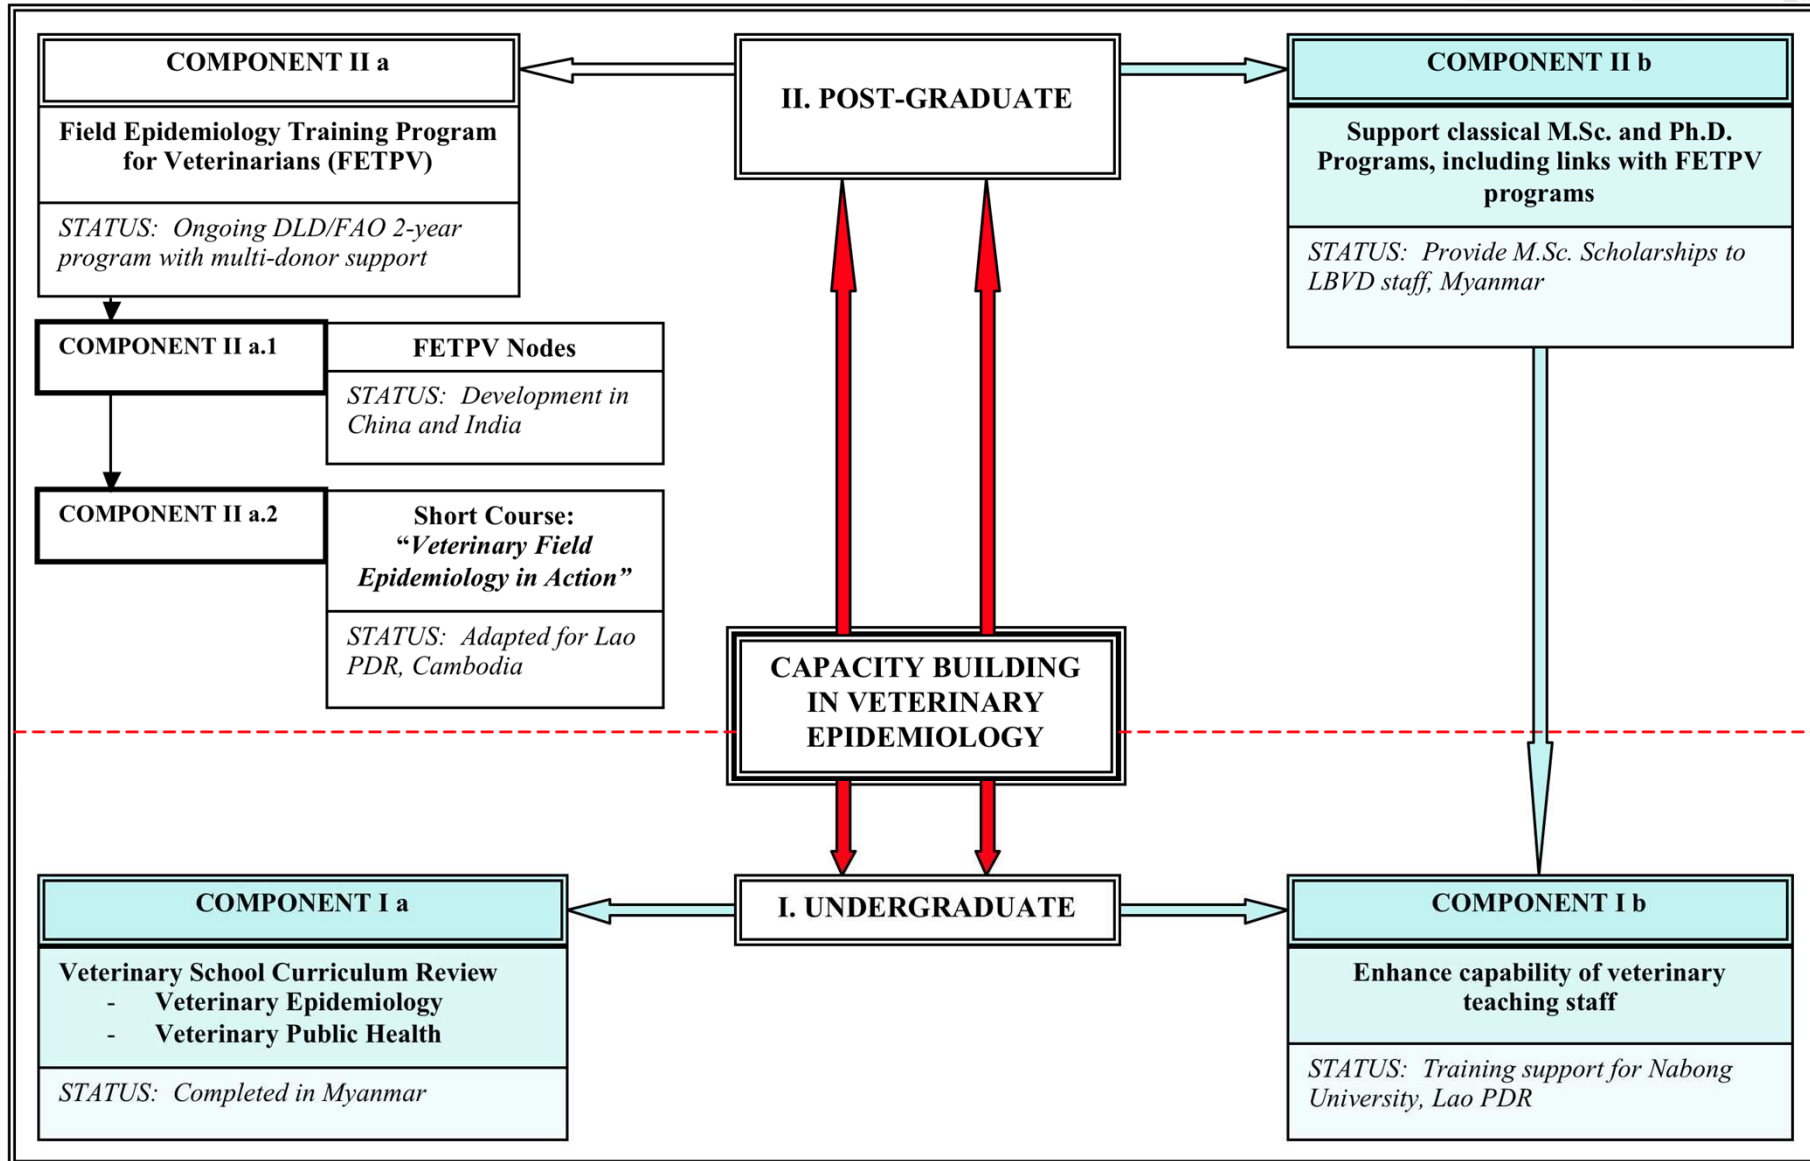 COMPONENT II a
Field Epidemiology Training Program
for Veterinarians (FETPV)
STATUS: Ongoing DLD/FAO 2-year
program with multi-donor support
COMPONENT II a.1
FETPV Nodes
STATUS: Development in
China and India
COMPONENT II a.2
Short Course:
“Veterinary Field
Epidemiology in Action”
STATUS: Adapted for Lao
PDR, Cambodia
II. POST-GRADUATE
COMPONENT II b
Support classical M.Sc. and Ph.D.
Programs, including links with FETPV
programs
STATUS: Provide M.Sc. Scholarships to
LBVD staff, Myanmar
CAPACITY BUILDING
IN VETERINARY
EPIDEMIOLOGY
COMPONENT I a
Veterinary School Curriculum Review
- Veterinary Epidemiology
- Veterinary Public Health
STATUS: Completed in Myanmar
I. UNDERGRADUATE
COMPONENT I b
Enhance capability of veterinary
teaching staff
STATUS: Training support for Nabong
University, Lao PDR